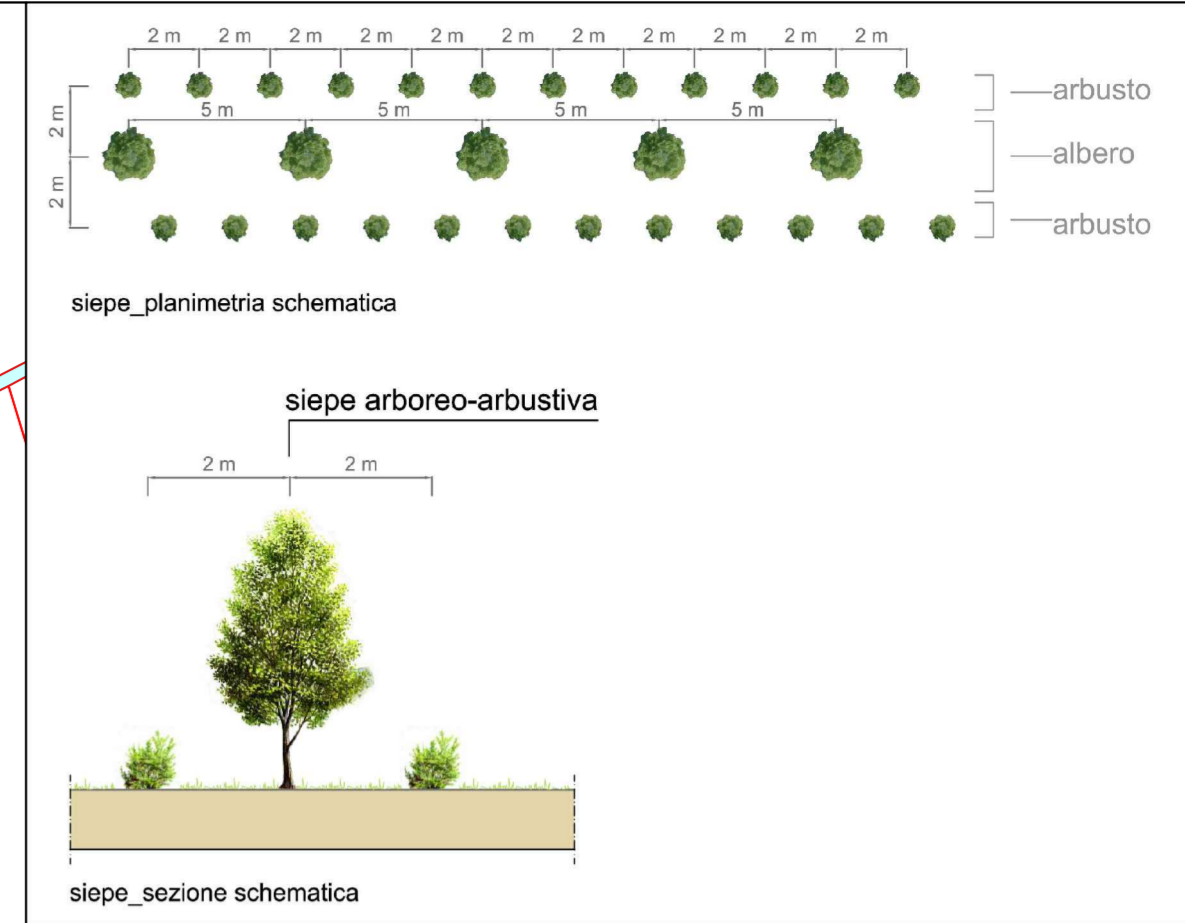 2 m 2 m 2 m 2 m 2 m 2 m 2 m 2 m 2 m 2 m 2 m
arbusto
5 m 5 m 5 m 5 m
2 m
albero
2 m
arbusto
siepe_planimetria schematica
siepe arboreo-arbustiva
2 m 2 m
siepe_sezione schematica